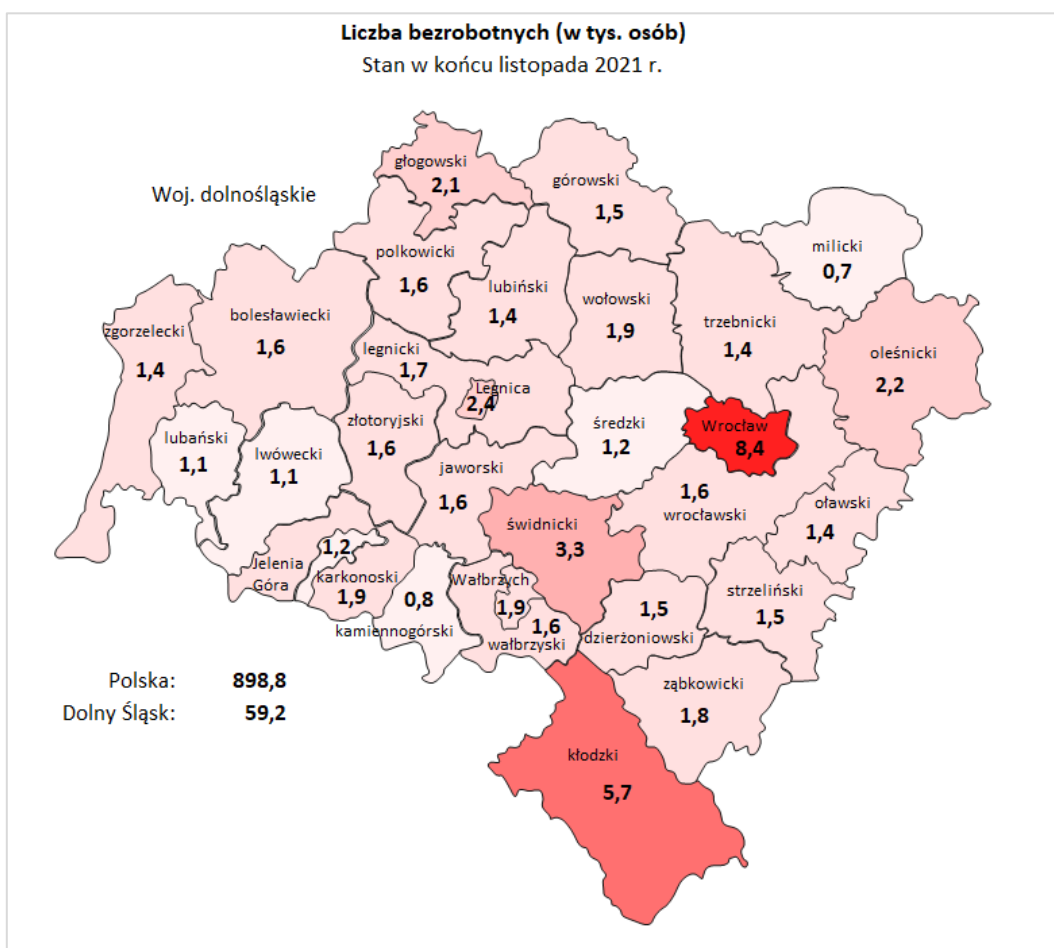 Liczba bezrobotnych (w tys. osób)
Stan w końcu listopada 2021 r.
Woj. dolnośląskie
głogowski
2,1
górowski
1,5
milicki
0,7
polkowicki
1,6
lubiński
1,4
wołowski
1,9
trzebnicki
1,4
oleśnicki
2,2
zgorzelecki
1,4
bolesławiecki
1,6
legnicki
1,7
Legnica
2,4
złotoryjski
1,6
średzki
1,2
Wrocław
8,4
lubański
1,1
lwówecki
1,1
jaworski
1,6
1,6
wrocławski
oławski
1,4
świdnicki
3,3
Jelenia
Góra
1,2
karkonoski
1,9
0,8
kamiennogórski
Wałbrzych
1,9
1,6
wałbrzyski
1,5
dzierżoniowski
strzeliński
1,5
ząbkowicki
1,8
kłodzki
5,7
Polska: 898,8
Dolny Śląsk: 59,2